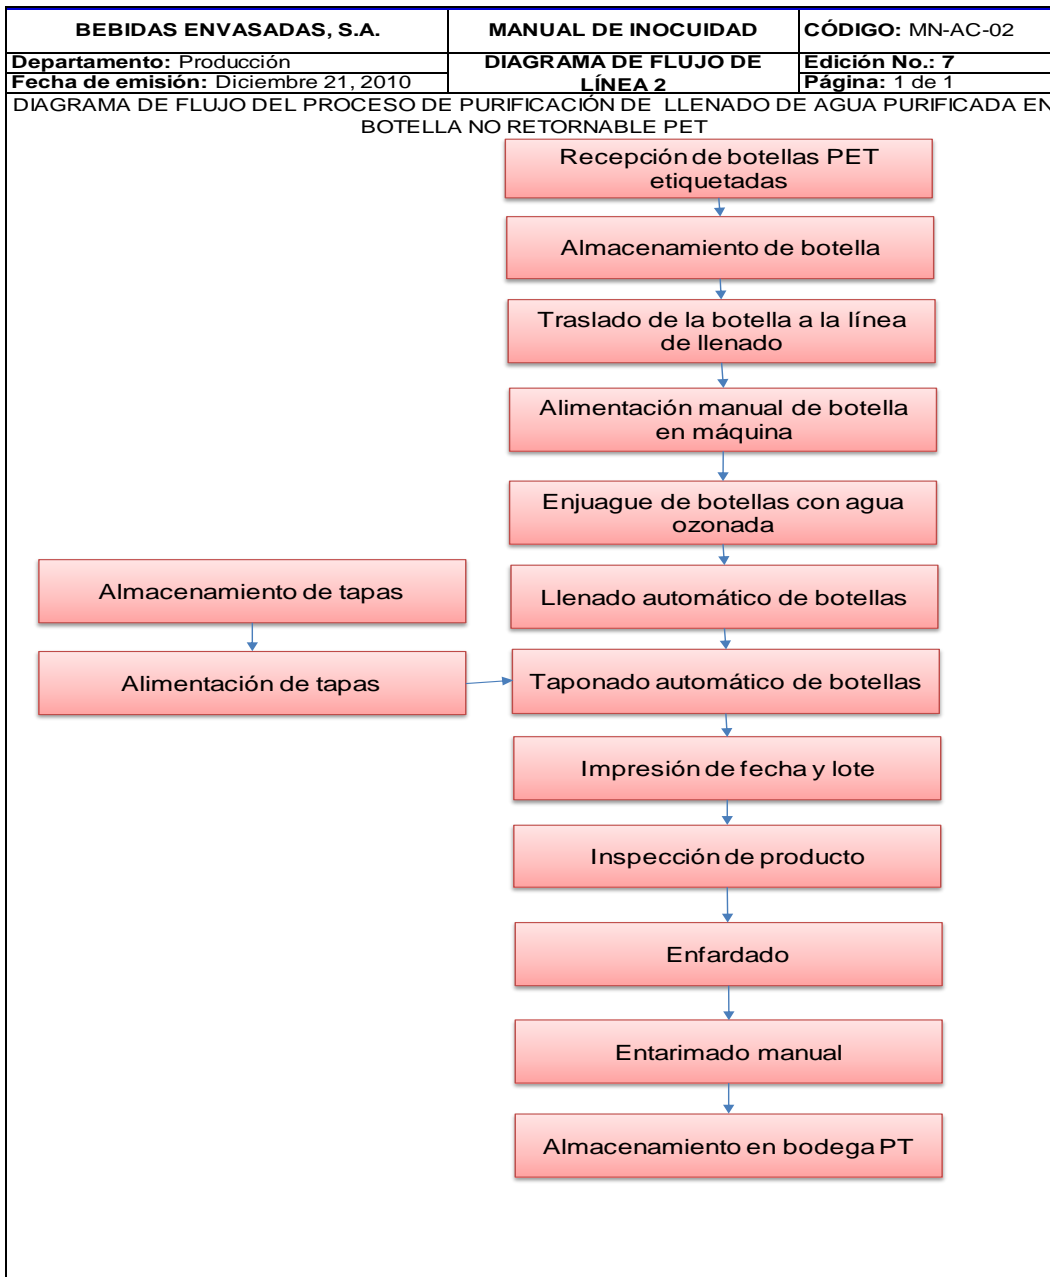 BEBIDAS ENVASADAS, S.A.
MANUAL DE INOCUIDAD
CÓDIGO: MN-AC-02
Departamento: Producción
Fecha de emisión: Diciembre 21, 2010
DIAGRAMA DE FLUJO DE
LÍNEA 2
Edición No.: 7
Página: 1 de 1
DIAGRAMA DE FLUJO DEL PROCESO DE PURIFICACIÓN DE LLENADO DE AGUA PURIFICADA EN
BOTELLA NO RETORNABLE PET
Recepción de botellas PET
etiquetadas
Almacenamiento de botella
Traslado de la botella a la línea
de llenado
Alimentación manual de botella
en máquina
Enjuague de botellas con agua
ozonada
Almacenamiento de tapas
Llenado automático de botellas
Alimentación de tapas
Taponado automático de botellas
Impresión de fecha y lote
Inspección de producto
Enfardado
Entarimado manual
Almacenamiento en bodega PT